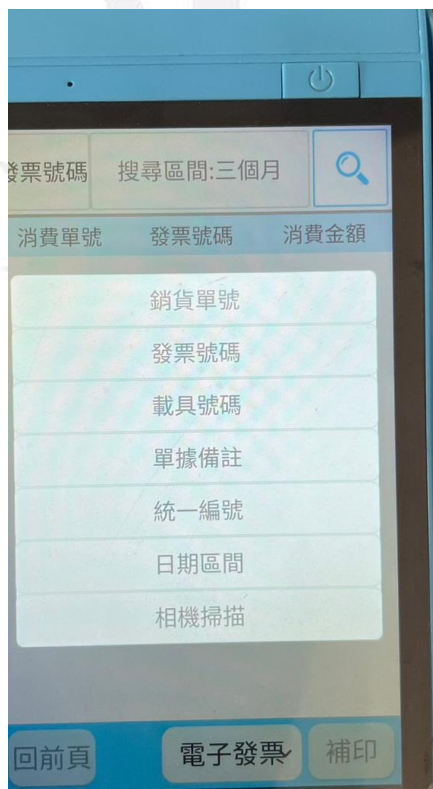 發票號碼 搜尋區間:三個月
消費單號 發票號碼 消費金額
銷貨單號
發票號碼
載具號碼
單據備註
統一編號
日期區間
相機掃描
回前頁 電子發票 補印